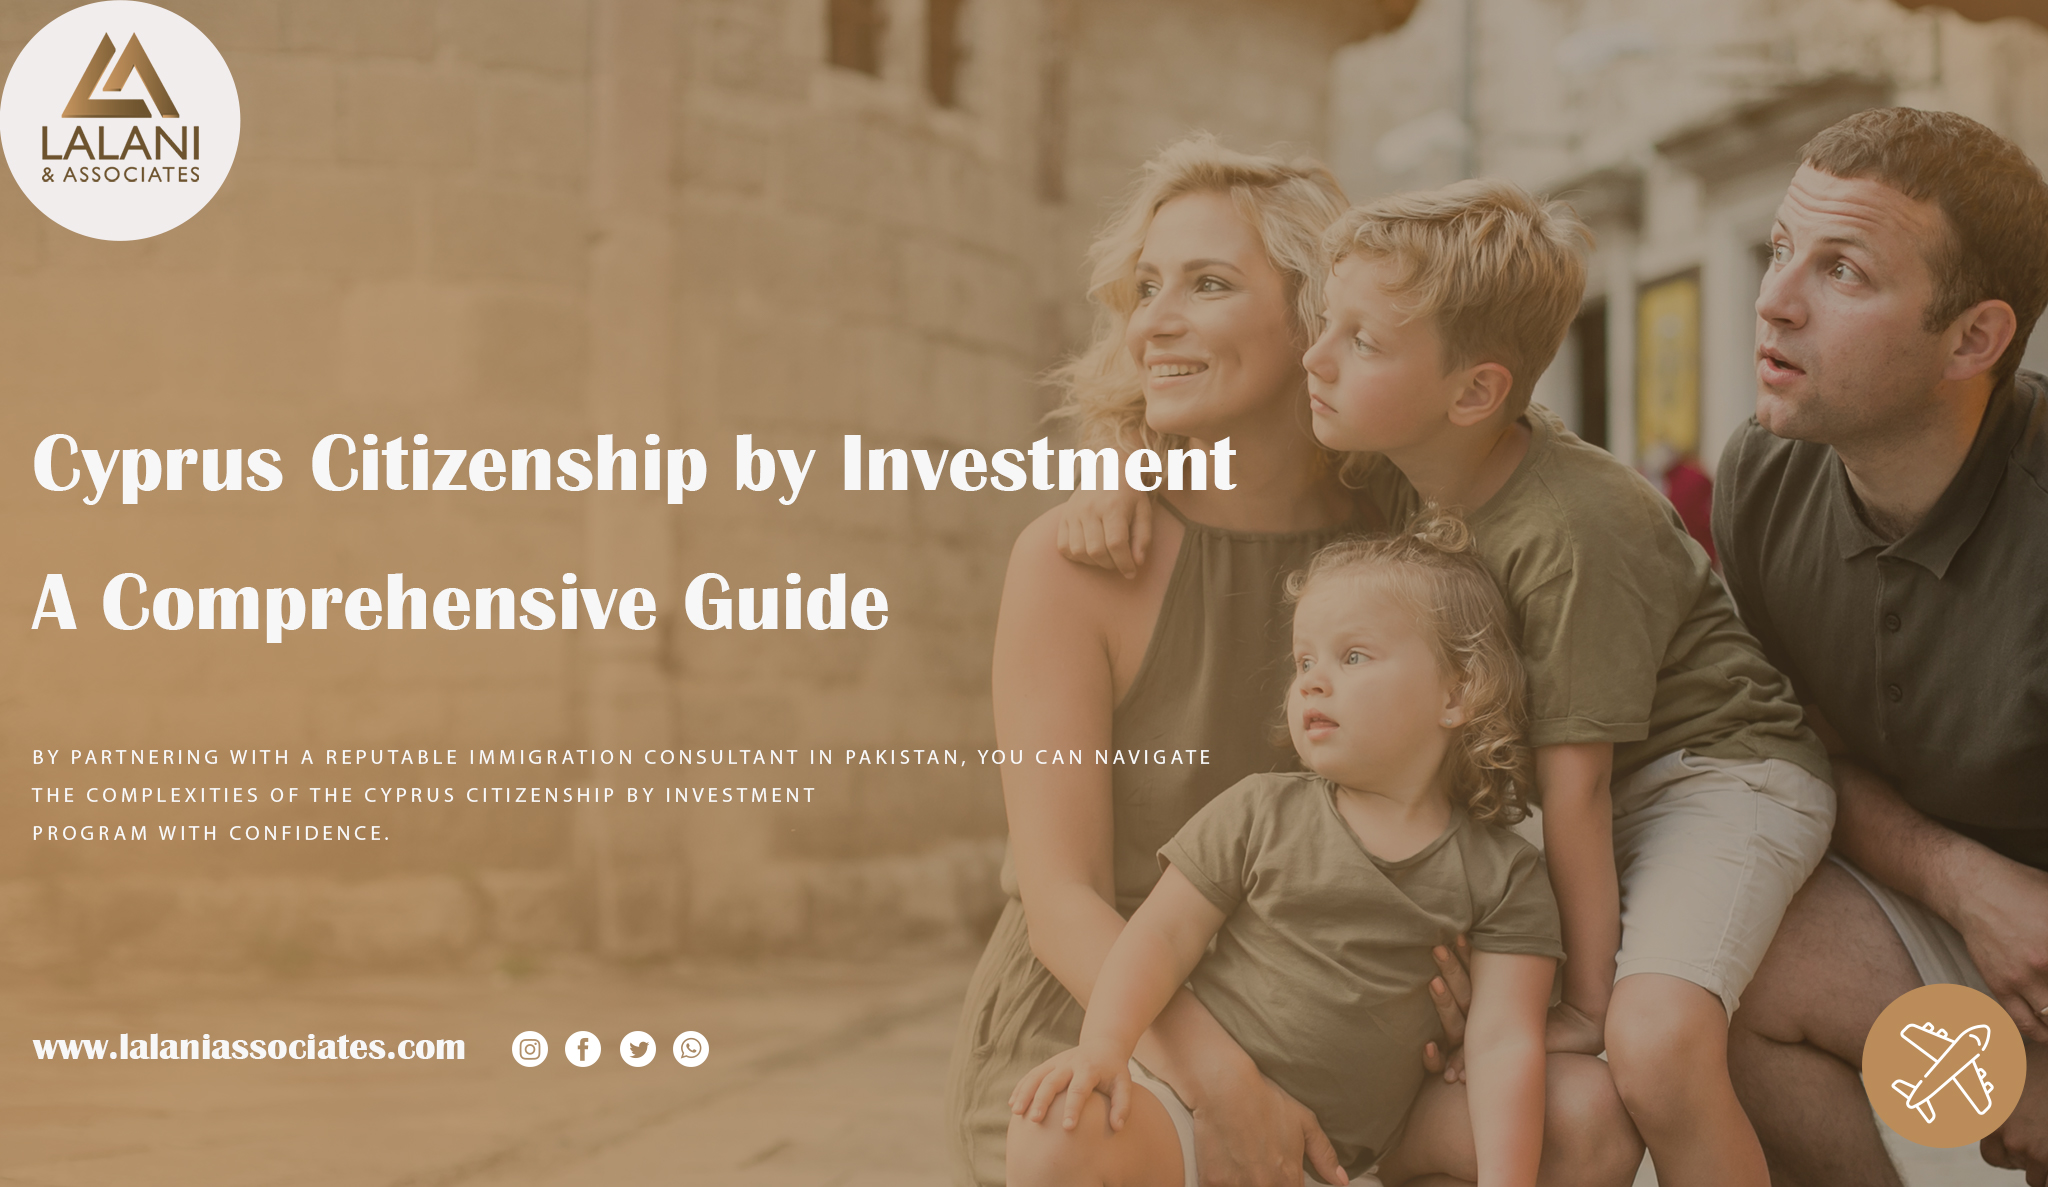 LALANI
& ASSOCIATES
Cyprus Citizenship by Investment
A Comprehensive Guide
BY PARTNERING WITH A REPUTABLE IMMIGRATION CONSULTANT IN PAKISTAN, YOU CAN NAVIGATE
THE COMPLEXITIES OF THE CYPRUS CITIZENSHIP BY INVESTMENT
PROGRAM WITH CONFIDENCE.
www.lalaniassociates.com